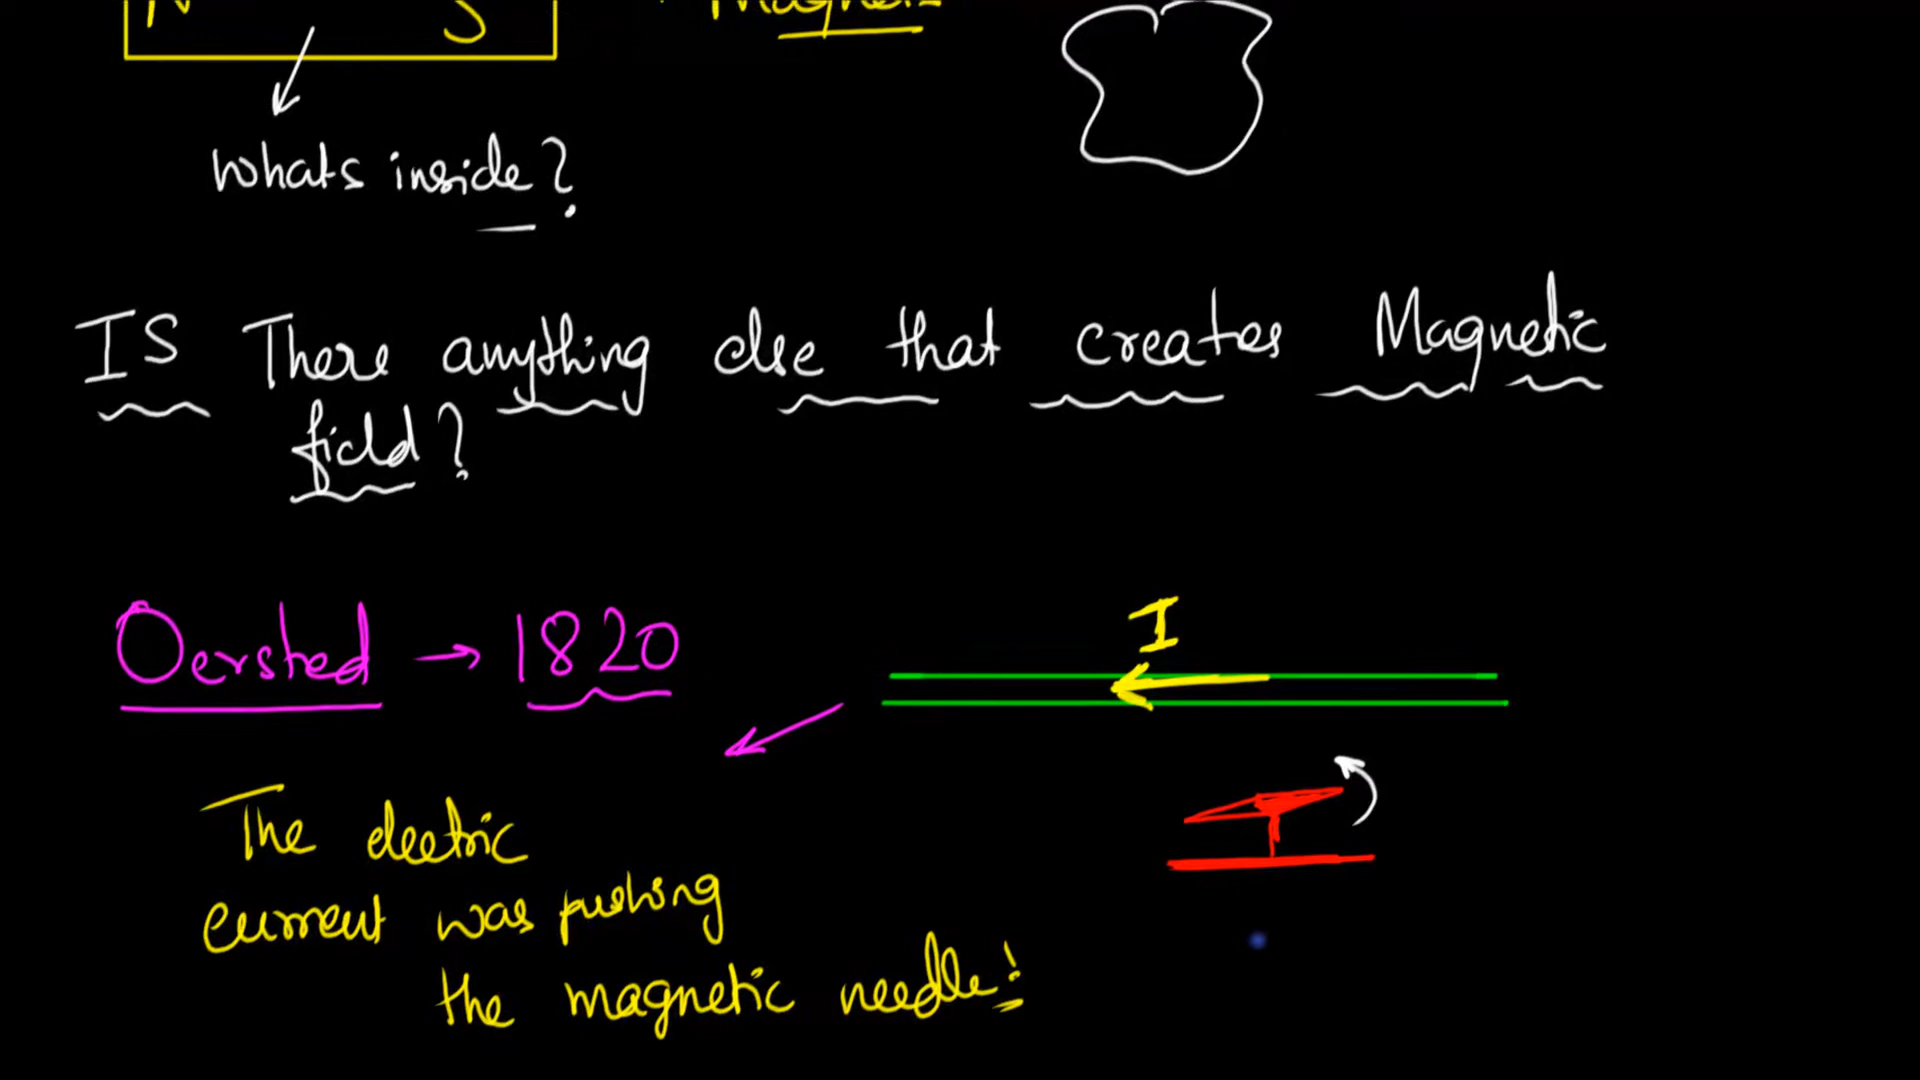 N S Magnets
Whats inside?
IS There anything else that creates Magnetic
field?
Oersted → 1820
I
The electric
current was pushing
the magnetic needle!